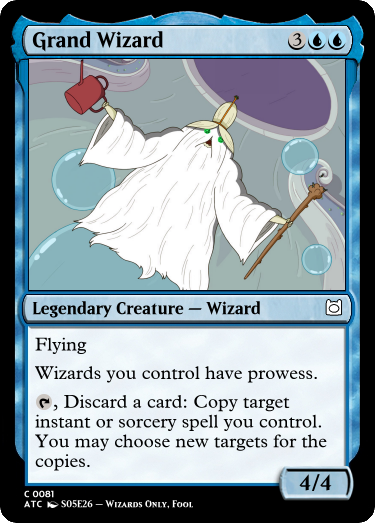 Grand Wizard 3
Legendary Creature — Wizard
Flying
Wizards you control have prowess.
, Discard a card: Copy target
instant or sorcery spell you control.
You may choose new targets for the
copies.
4/4
C 0081
ATC S05E26 – Wizards Only, Fool